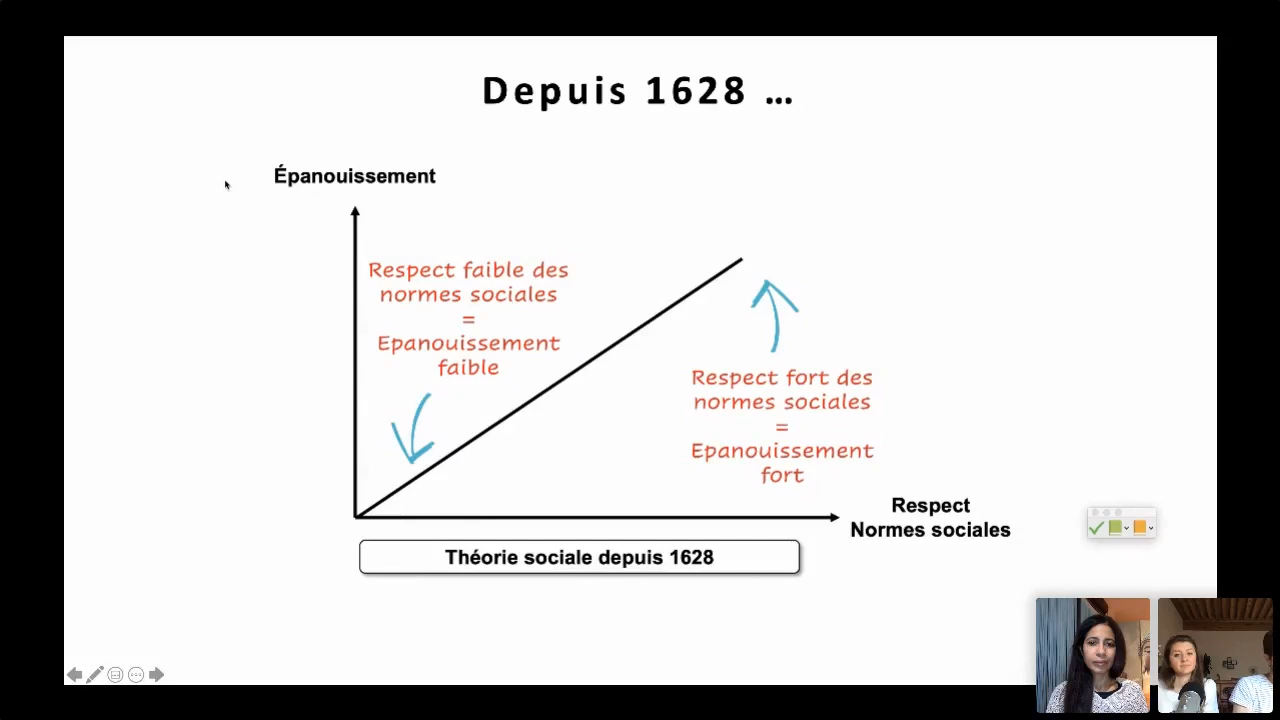 Depuis 1628 ...
Épanouissement
Respect faible des
normes sociales
=
Epanouissement
faible
Respect fort des
normes sociales
=
Epanouissement
fort
Respect
Normes sociales
Théorie sociale depuis 1628